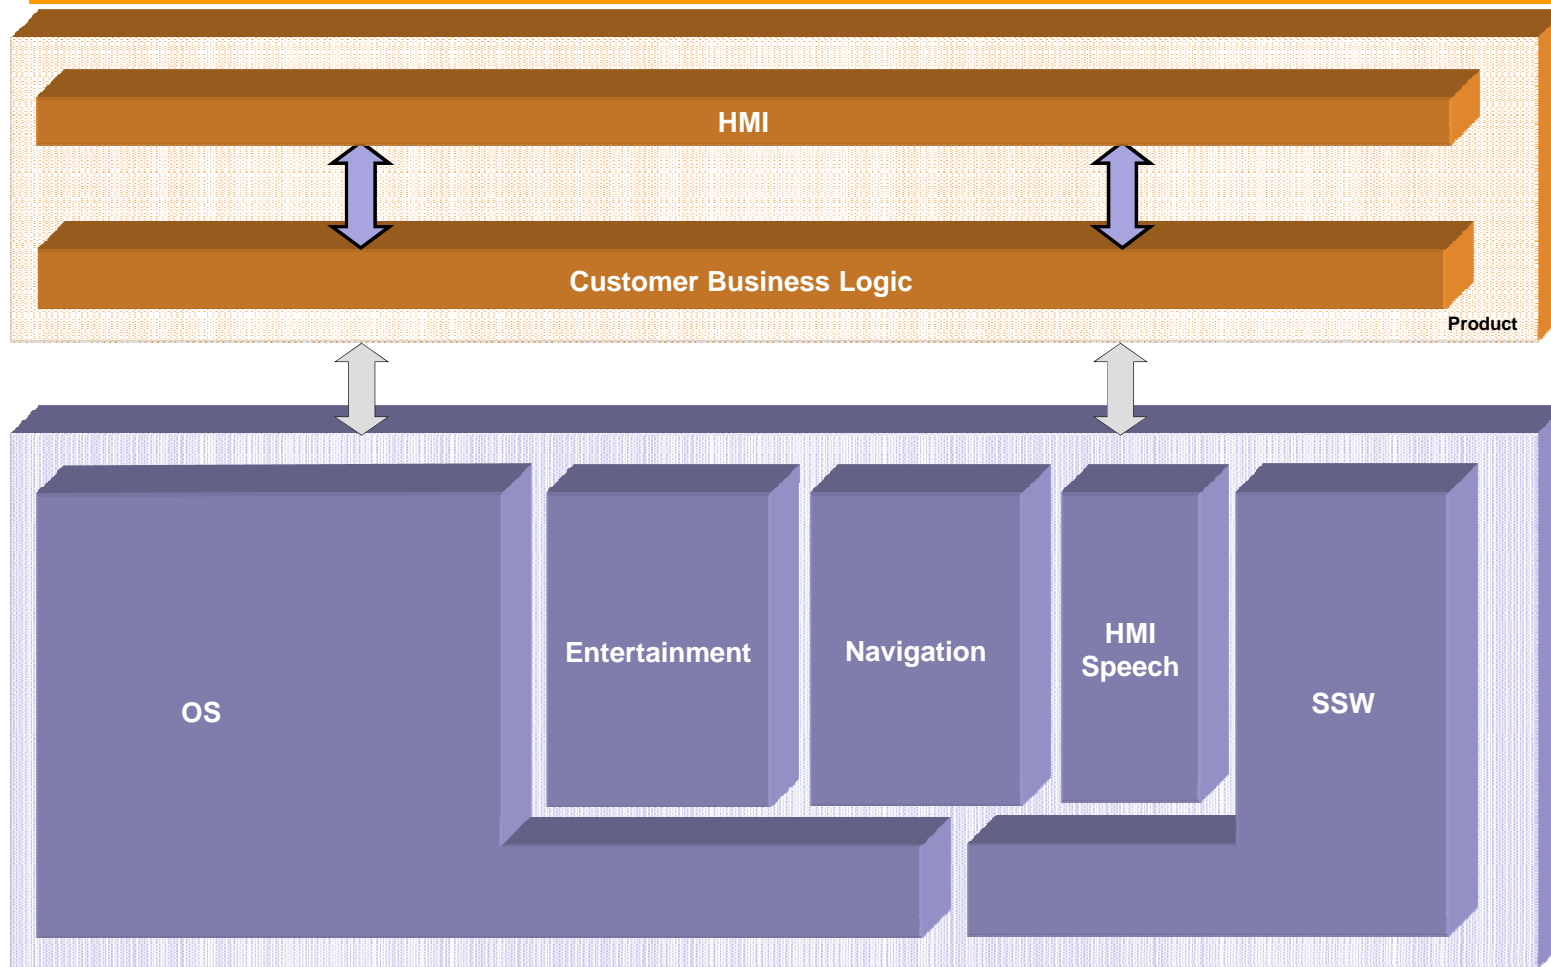 HMI
Customer Business Logic
Product
Entertainment
Navigation
HMI
Speech
OS
SSW